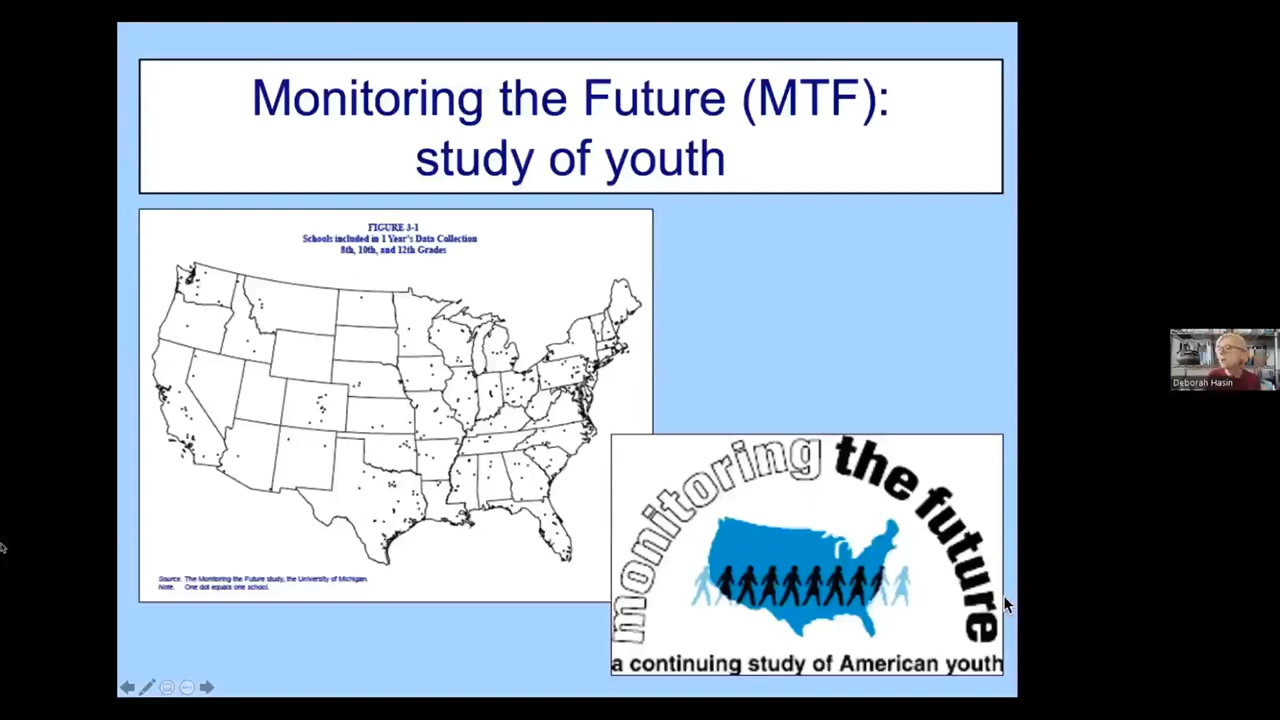 Monitoring the Future (MTF):
study of youth
FIGURE 3-1
Schools included in 1 Year's Data Collection
8th, 10th, and 12th Grades
Source. The Monitoring the Future study, the University of Michigan.
Note. One dot equals one school.
monitoring the future
a continuing study of American youth
Deborah Hasin